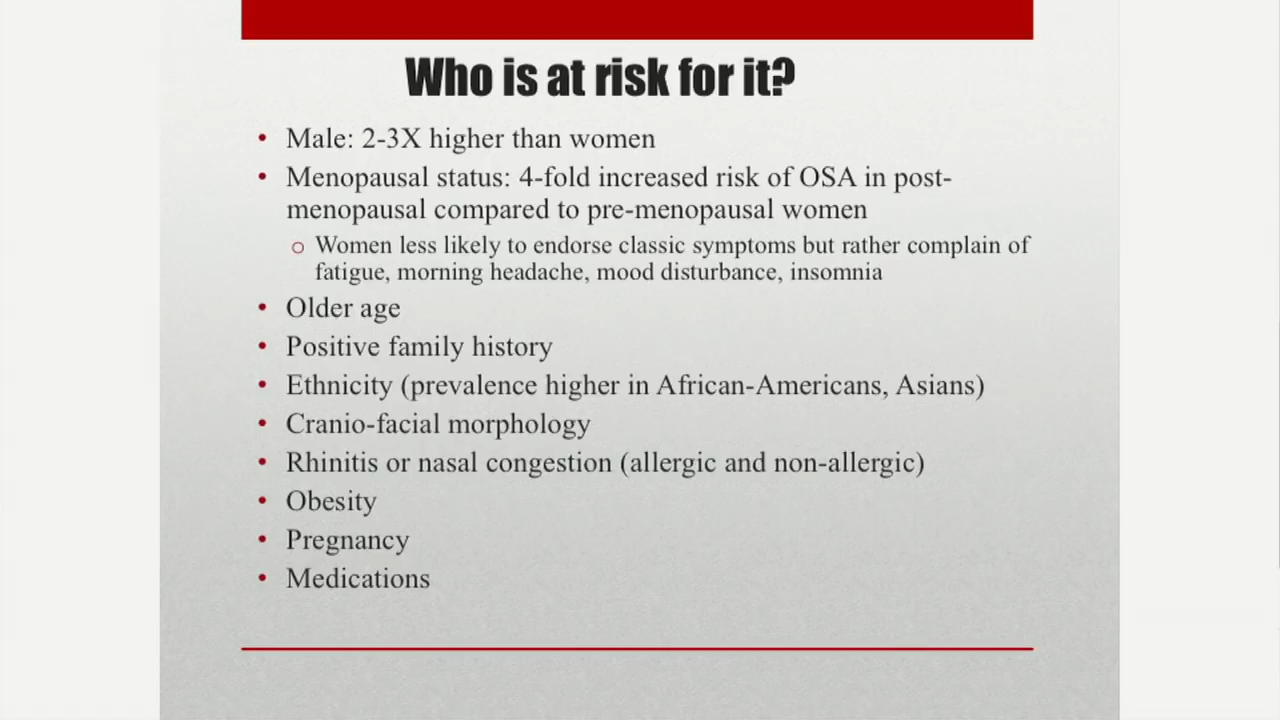 Who is at risk for it?
• Male: 2-3X higher than women
• Menopausal status: 4-fold increased risk of OSA in post-
menopausal compared to pre-menopausal women
o Women less likely to endorse classic symptoms but rather complain of
fatigue, morning headache, mood disturbance, insomnia
• Older age
• Positive family history
• Ethnicity (prevalence higher in African-Americans, Asians)
• Cranio-facial morphology
• Rhinitis or nasal congestion (allergic and non-allergic)
• Obesity
• Pregnancy
• Medications